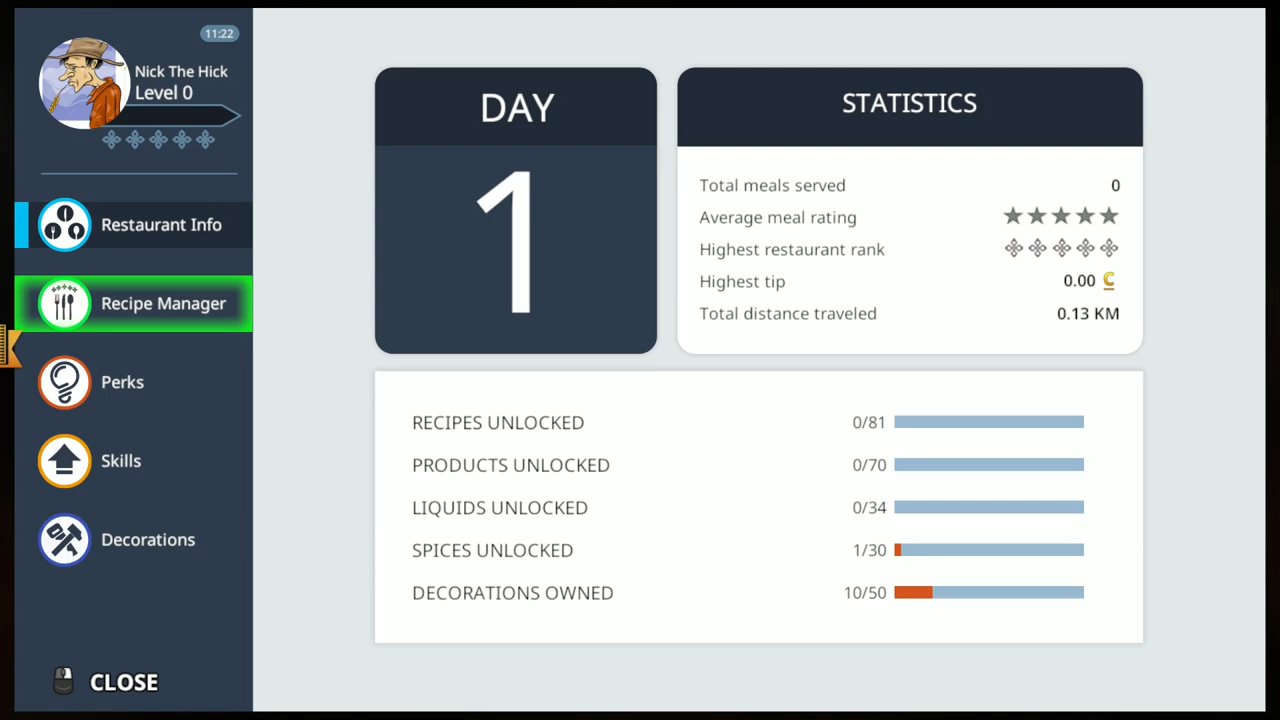 11:22
Nick The Hick
Level 0
Restaurant Info
Recipe Manager
Perks
Skills
Decorations
CLOSE
DAY
1
STATISTICS
Total meals served 0
Average meal rating
Highest restaurant rank
Highest tip 0.00 C
Total distance traveled 0.13 KM
RECIPES UNLOCKED 0/81
PRODUCTS UNLOCKED 0/70
LIQUIDS UNLOCKED 0/34
SPICES UNLOCKED 1/30
DECORATIONS OWNED 10/50